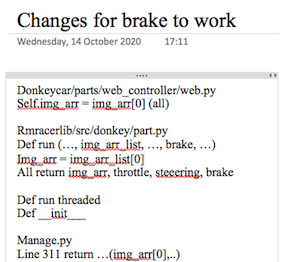 Changes for brake to work
Wednesday, 14 October 2020 17:11
Donkeycar/parts/web_controller/web.py
Self.img_arr = img_arr[0] (all)
Rmracerlib/src/donkey/part.py
Def run (…, img_arr_list, …, brake, …)
Img_arr = img_arr_list[0]
All return img_arr, throttle, steeering, brake
Def run threaded
Def __init__
Manage.py
Line 311 return …(img_arr[0],..)